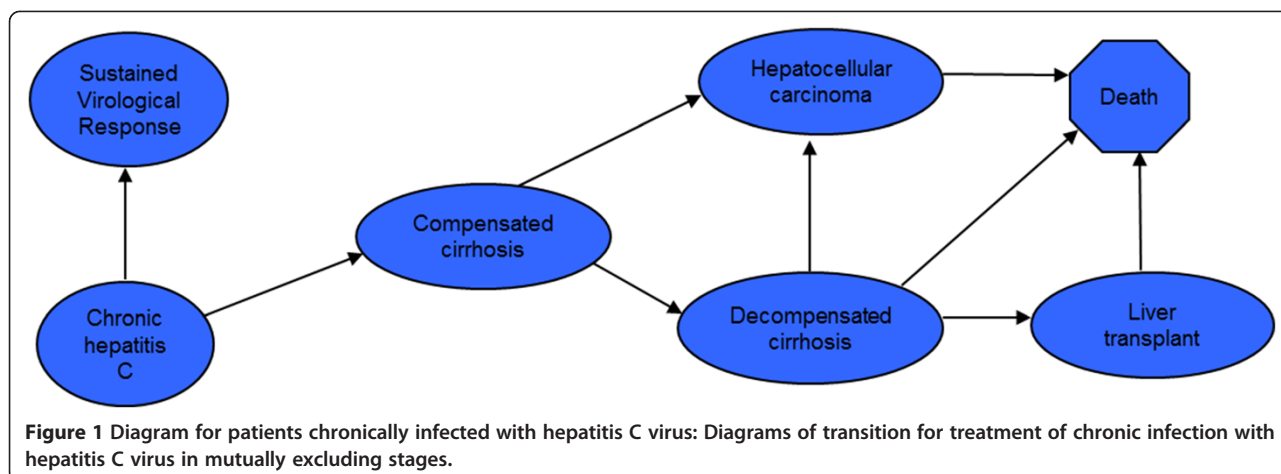 Sustained
Virological
Response
Hepatocellular
carcinoma
Death
Compensated
cirrhosis
Chronic
hepatitis
C
Decompensated
cirrhosis
Liver
transplant
Figure 1 Diagram for patients chronically infected with hepatitis C virus: Diagrams of transition for treatment of chronic infection with
hepatitis C virus in mutually excluding stages.